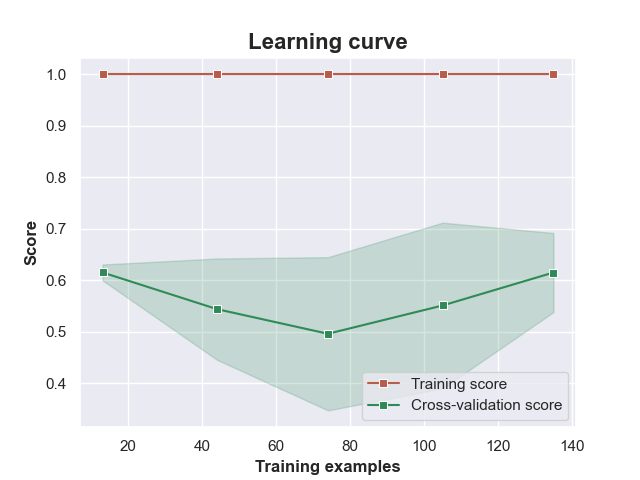 Learning curve
1.0
0.9
0.8
0.7
0.6
0.5
0.4
Score
Training score
Cross-validation score
20 40 60 80 100 120 140
Training examples